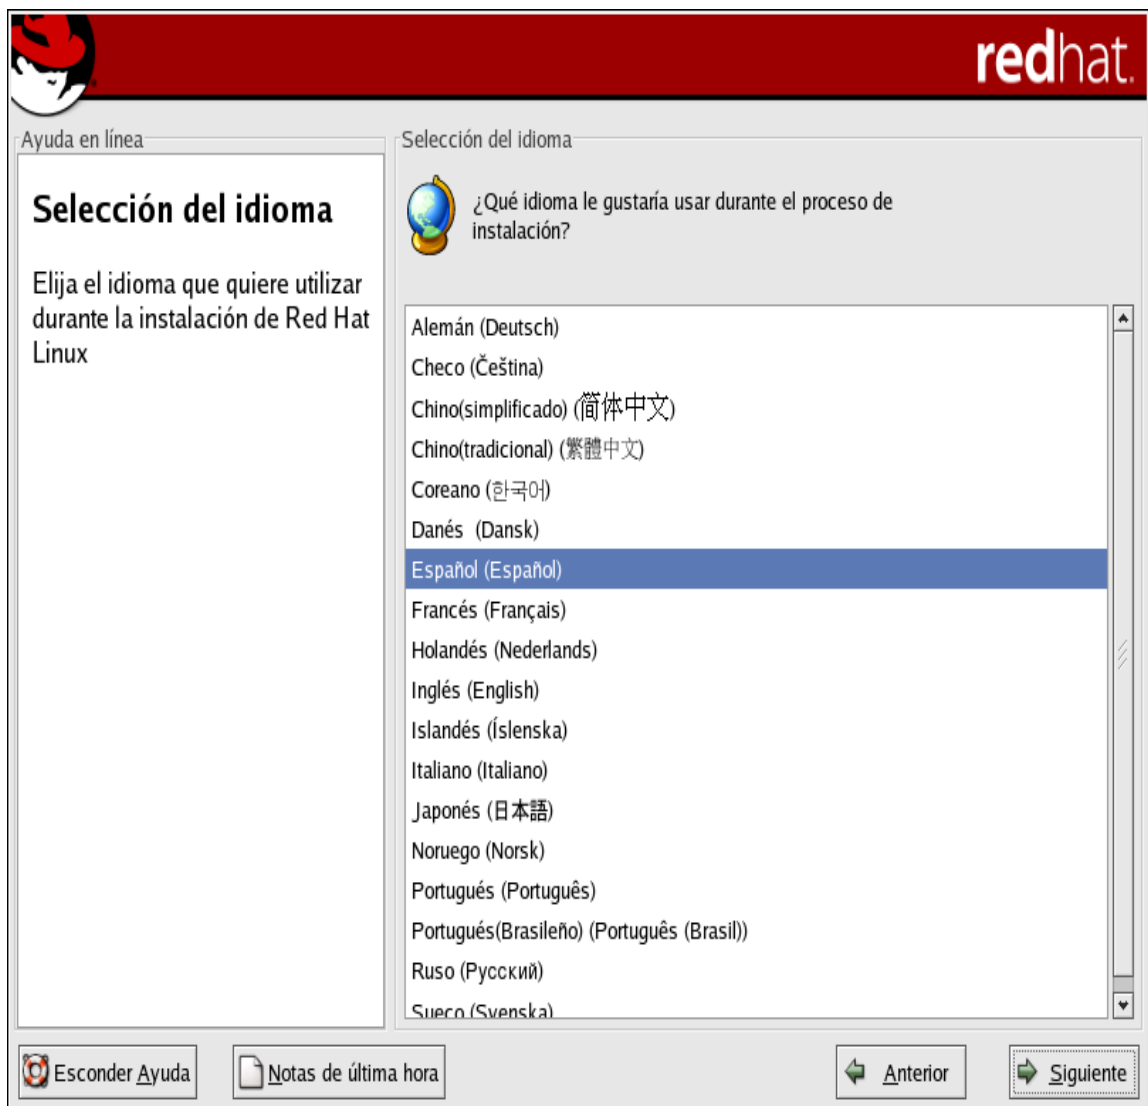 redhat.
Ayuda en línea
Selección del idioma
Elija el idioma que quiere utilizar
durante la instalación de Red Hat
Linux
Selección del idioma
¿Qué idioma le gustaría usar durante el proceso de
instalación?
Alemán (Deutsch)
Checo (Čeština)
Chino(simplificado) (简体中文)
Chino(tradicional) (繁體中文)
Coreano (한국어)
Danés  (Dansk)
Español (Español)
Francés (Français)
Holandés (Nederlands)
Inglés (English)
Islandés (Íslenska)
Italiano (Italiano)
Japonés (日本語)
Noruego (Norsk)
Portugués (Português)
Portugués(Brasileño) (Português (Brasil))
Ruso (Русский)
Sueco (Svenska)
Esconder Ayuda
Notas de última hora
Anterior
Siguiente